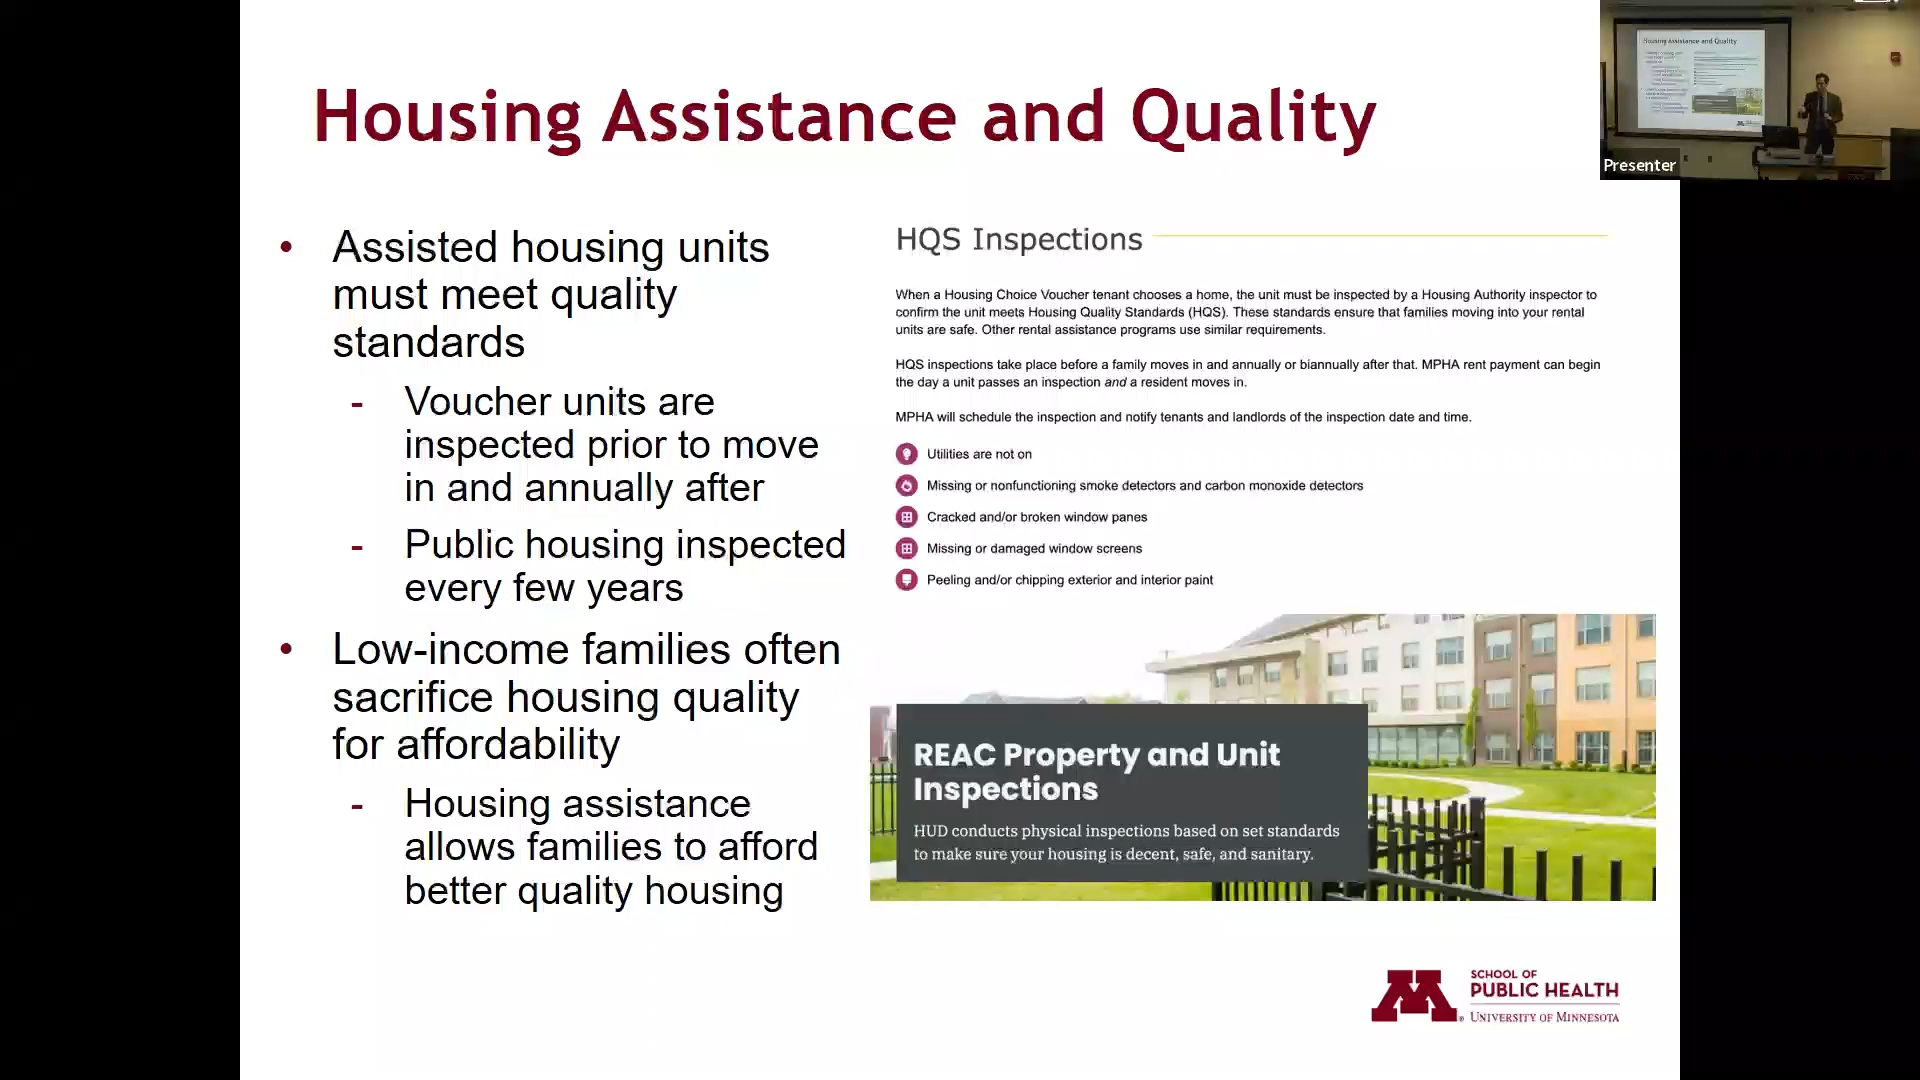 Housing Assistance and Quality
• Assisted housing units
must meet quality
standards
- Voucher units are
inspected prior to move
in and annually after
- Public housing inspected
every few years
• Low-income families often
sacrifice housing quality
for affordability
- Housing assistance
allows families to afford
better quality housing
HQS Inspections
When a Housing Choice Voucher tenant chooses a home, the unit must be inspected by a Housing Authority inspector to
confirm the unit meets Housing Quality Standards (HQS). These standards ensure that families moving into your rental
units are safe. Other rental assistance programs use similar requirements.
HQS inspections take place before a family moves in and annually or biannually after that. MPHA rent payment can begin
the day a unit passes an inspection and a resident moves in.
MPHA will schedule the inspection and notify tenants and landlords of the inspection date and time.
Utilities are not on
Missing or nonfunctioning smoke detectors and carbon monoxide detectors
Cracked and/or broken window panes
Missing or damaged window screens
Peeling and/or chipping exterior and interior paint
REAC Property and Unit
Inspections
HUD conducts physical inspections based on set standards
to make sure your housing is decent, safe, and sanitary.
M®
SCHOOL OF
PUBLIC HEALTH
UNIVERSITY OF MINNESOTA
Housing Assistance and Quality
Presenter